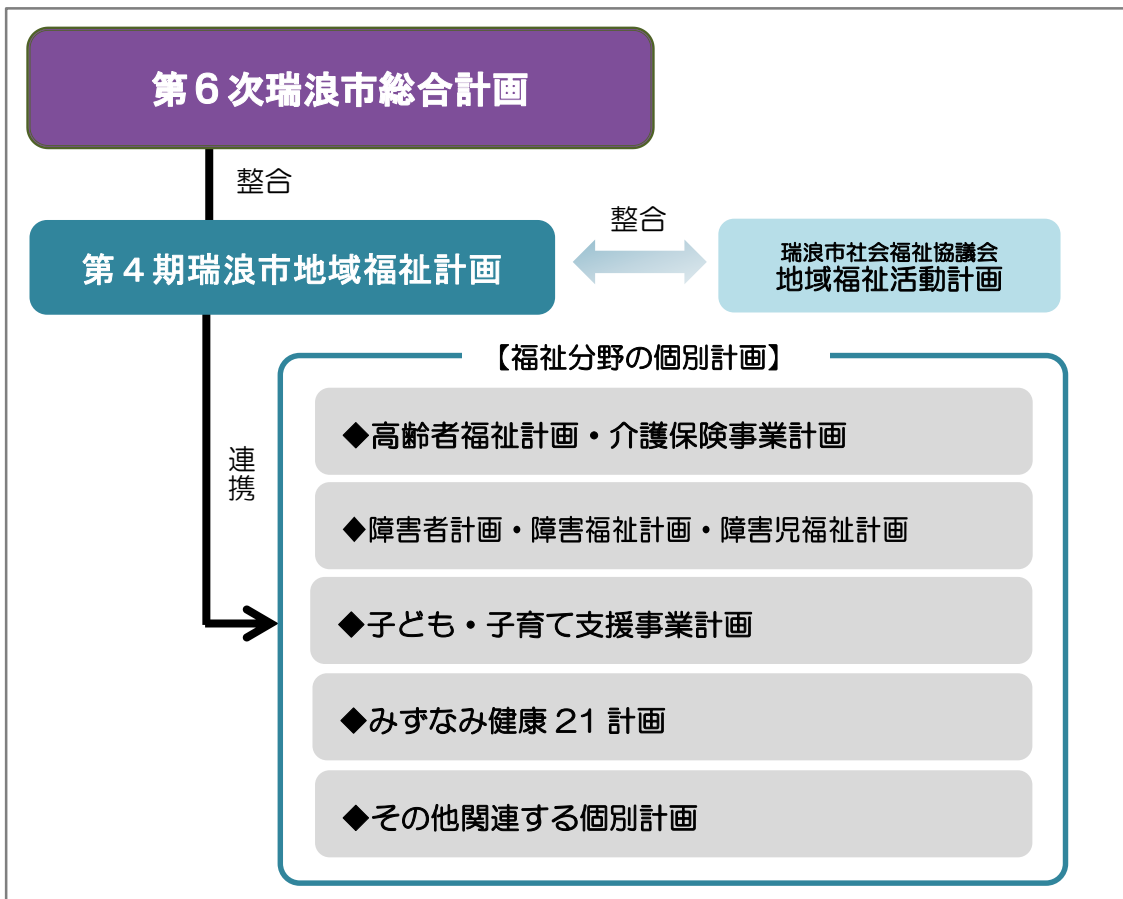 第6次瑞浪市総合計画
整合
第4期瑞浪市地域福祉計画
整合
瑞浪市社会福祉協議会
地域福祉活動計画
連携
【福祉分野の個別計画】
◆高齢者福祉計画・介護保険事業計画
◆障害者計画・障害福祉計画・障害児福祉計画
◆子ども・子育て支援事業計画
◆みずなみ健康21計画
◆その他関連する個別計画